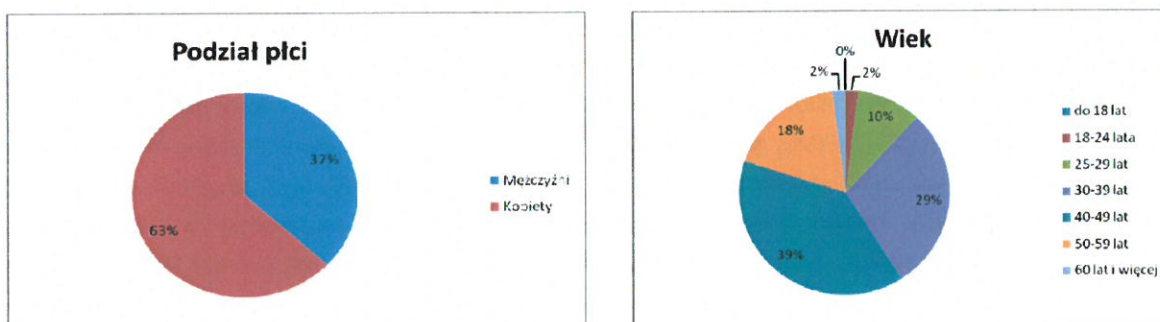 Podział płci
37%
63%
Mężczyźni
Kobiety
Wiek
0%
2%
2%
10%
18%
29%
39%
do 18 lat
18-24 lata
25-29 lat
30-39 lat
40-49 lat
50-59 lat
60 lat i więcej